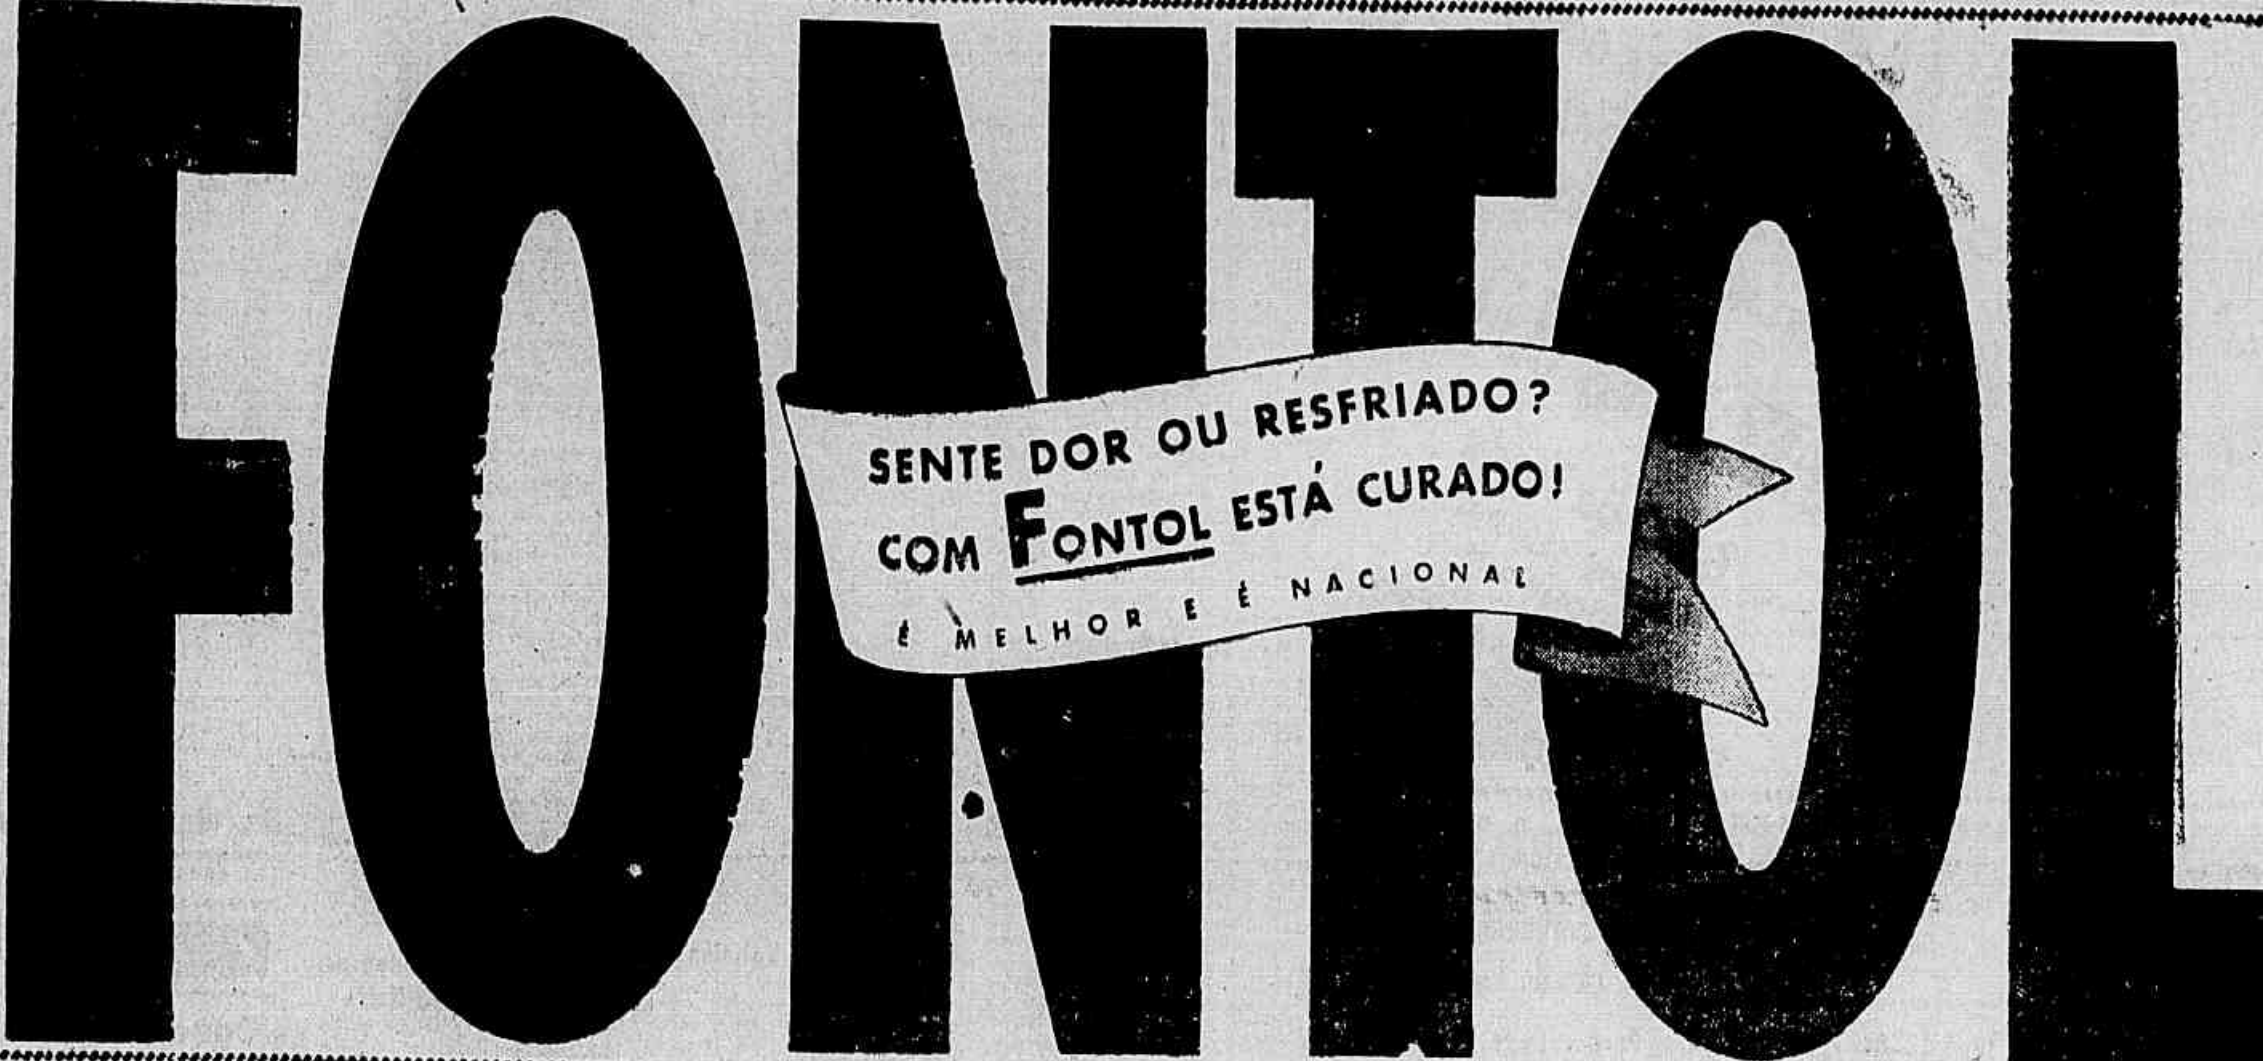 FONTOL
SENTE DOR OU RESFRIADO?
COM FONTOL ESTÁ CURADO!
É MELHOR E É NACIONAL